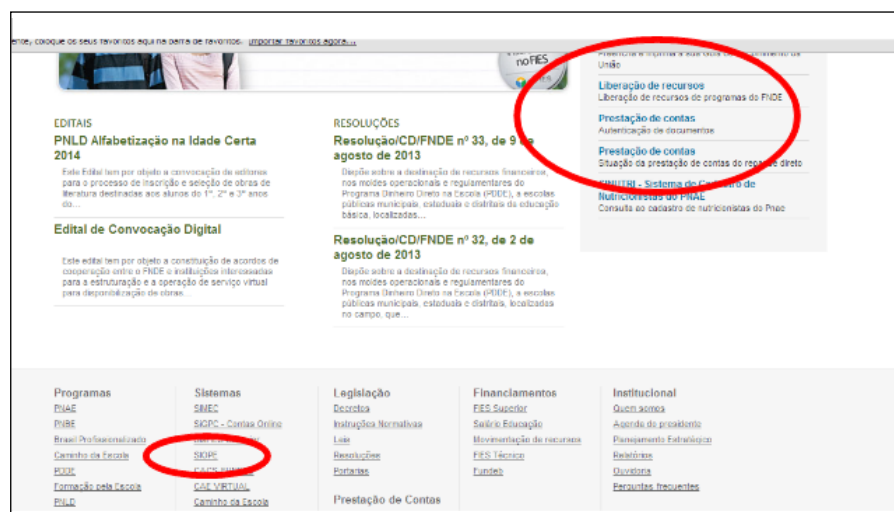 ente, coloque os seus favoritos aqui na barra de favoritos. Importar favoritos agora...
no FIES
União
Liberação de recursos
Liberação de recursos de programas do FNDE
Prestação de contas
Autenticação de documentos
Prestação de contas
Situação da prestação de contas do repasse direto
SINUTRI - Sistema de Cadastro de
Nutricionistas do PNAE
Consulta ao cadastro de nutricionistas do Pnae
EDITAIS
PNLD Alfabetização na Idade Certa
2014
Este Edital tem por objeto a convocação de editores
para o processo de inscrição e seleção de obras de
literatura destinadas aos alunos do 1º, 2º e 3º anos
do...
Edital de Convocação Digital
Este edital tem por objeto a constituição de acordos de
cooperação entre o FNDE e instituições interessadas
para a estruturação e a operação de serviço virtual
para disponibilização de obras...
RESOLUÇÕES
Resolução/CD/FNDE nº 33, de 9 de
agosto de 2013
Dispõe sobre a destinação de recursos financeiros,
nos moldes operacionais e regulamentares do
Programa Dinheiro Direto na Escola (PDDE), a escolas
públicas municipais, estaduais e distritais da educação
básica, localizadas...
Resolução/CD/FNDE nº 32, de 2 de
agosto de 2013
Dispõe sobre a destinação de recursos financeiros,
nos moldes operacionais e regulamentares do
Programa Dinheiro Direto na Escola (PDDE), a escolas
públicas municipais, estaduais e distritais, localizadas
no campo, que...
Programas
PNAE
PNBE
Brasil Profissionalizado
Caminho da Escola
PDDE
Formação pela Escola
PNLD
Sistemas
SIMEC
SiGPC - Contas Online
SIOPE
CAE VIRTUAL
Caminho da Escola
Legislação
Decretos
Instruções Normativas
Leis
Resoluções
Portarias
Prestação de Contas
Financiamentos
FIES Superior
Salário Educação
Movimentação de recursos
FIES Técnico
Fundeb
Institucional
Quem somos
Agenda do presidente
Planejamento Estratégico
Relatórios
Ouvidoria
Perguntas frequentes